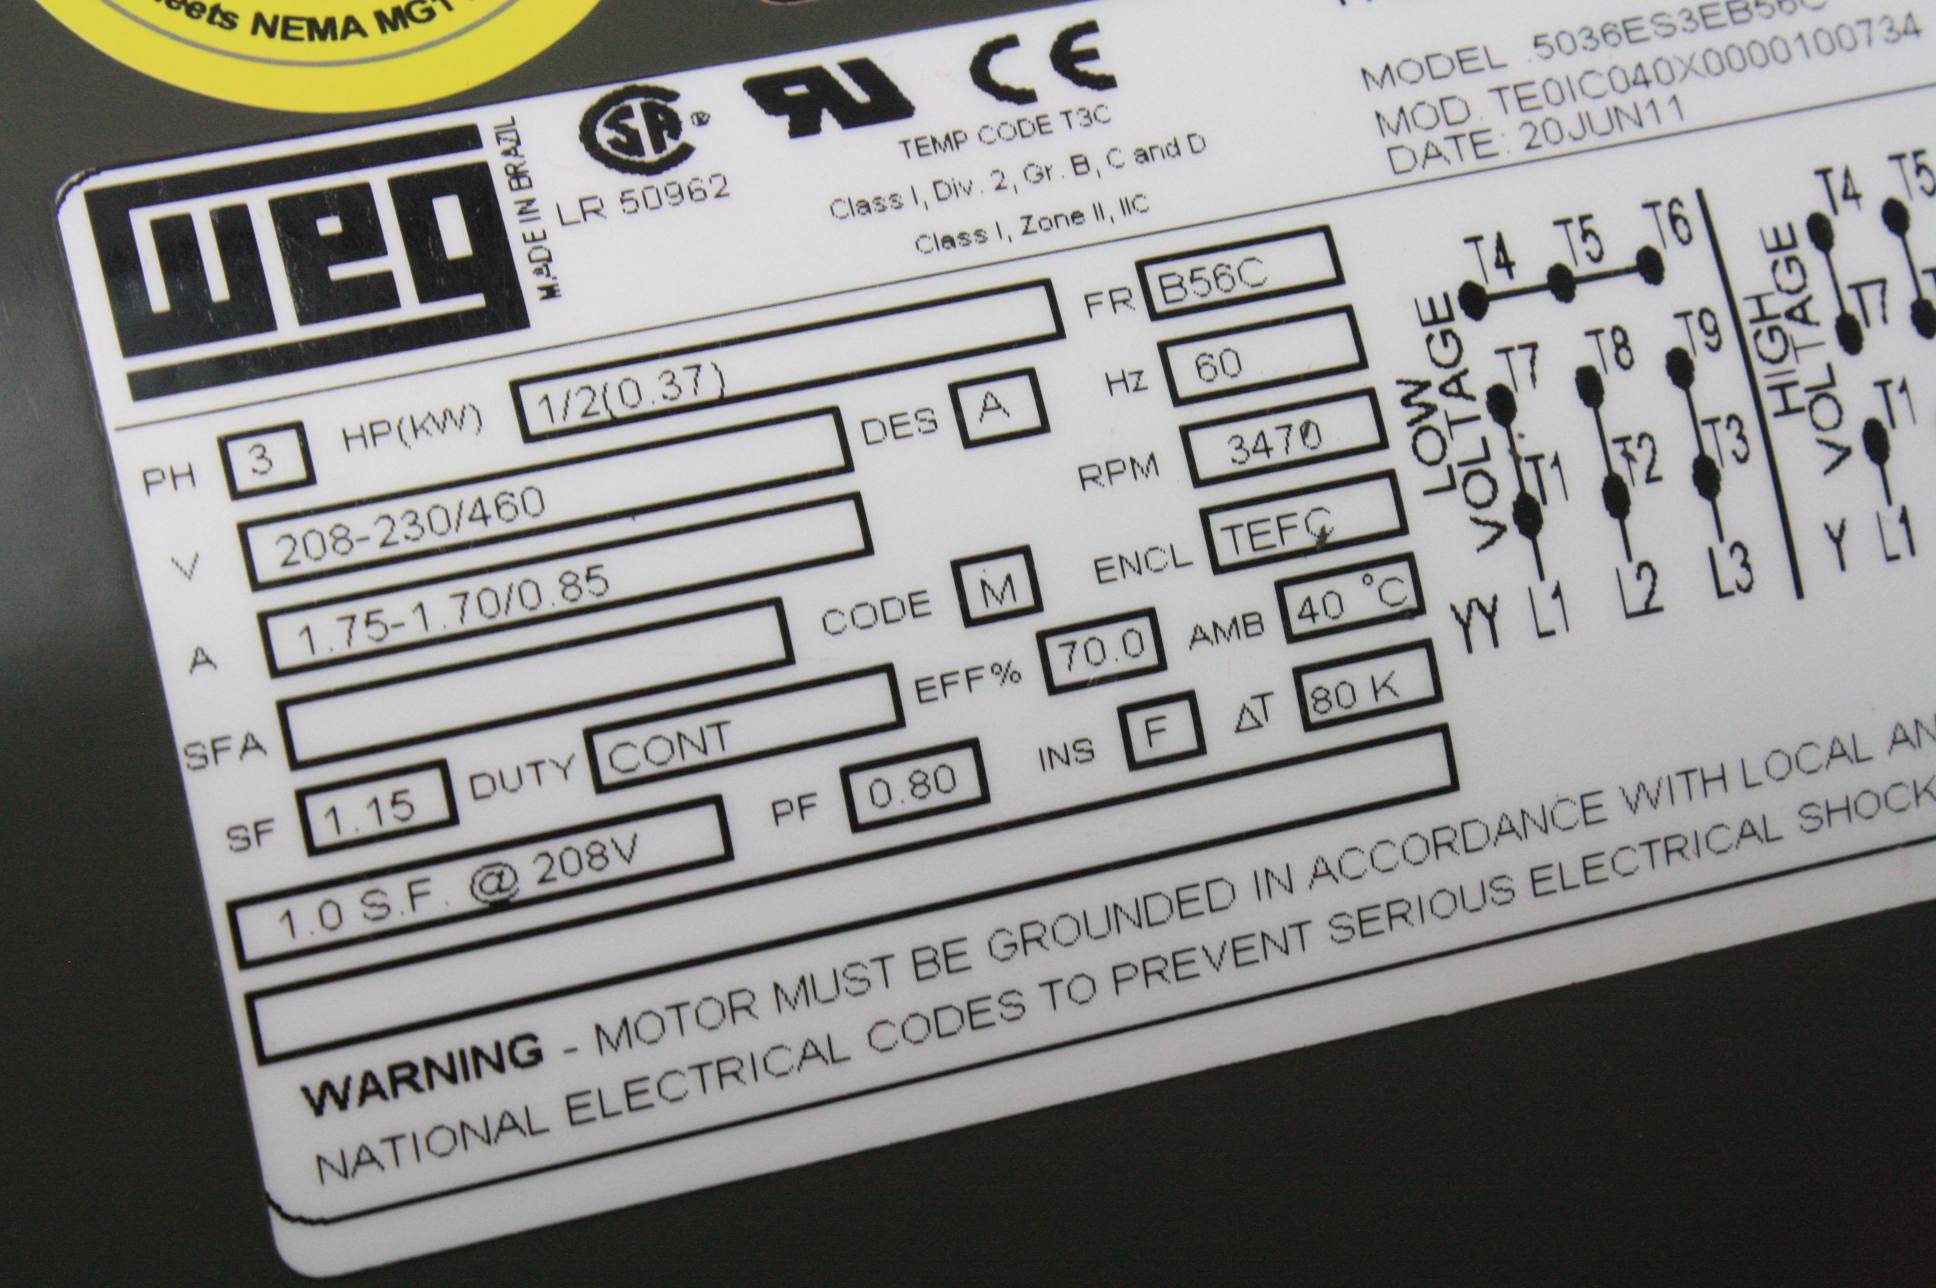 NEMA
weg
MADE IN BRAZIL
SA ®
LR 50962
CE
TEMP CODE T3C
Class I, Div. 2, Gr. B, C and D
Class I, Zone II, IIC
MODEL .5036ES3EB56C
MOD. TE0IC040X0000100734
DATE: 20JUN11
PH 3 HP(KW) 1/2(0.37) FR B56C
V 208-230/460 DES A Hz 60
RPM 3470
A 1.75-1.70/0.85 CODE M ENCL TEFC
SFA EFF% 70.0 AMB 40 °C
SF 1.15 DUTY CONT PF 0.80 INS F ΔT 80 K
1.0 S.F. @ 208V
LOW VOLTAGE
T4 T5 T6
T7 T8 T9
T1 T2 T3
YY L1 L2 L3
HIGH VOLTAGE
T4 T5
T7
T1
Y L1
WARNING - MOTOR MUST BE GROUNDED IN ACCORDANCE WITH LOCAL
NATIONAL ELECTRICAL CODES TO PREVENT SERIOUS ELECTRICAL SHOCK